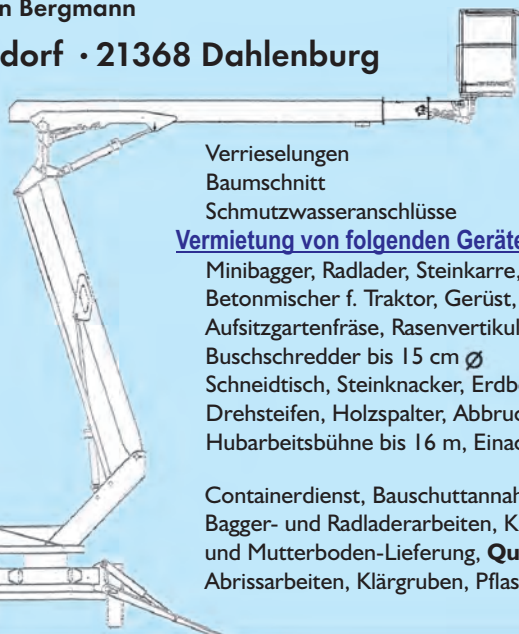 n Bergmann
dorf · 21368 Dahlenburg
Verrieselungen
Baumschnitt
Schmutzwasseranschlüsse
Vermietung von folgenden Geräte
Minibagger, Radlader, Steinkarre,
Betonmischer f. Traktor, Gerüst,
Aufsitzgartenfräse, Rasenvertikul
Buschschredder bis 15 cm Ø
Schneidtisch, Steinknacker, Erdb
Drehsteifen, Holzspalter, Abbruc
Hubarbeitsbühne bis 16 m, Einac
Containerdienst, Bauschuttannah
Bagger- und Radladerarbeiten, K
und Mutterboden-Lieferung, Qu
Abrissarbeiten, Klärgruben, Pflas